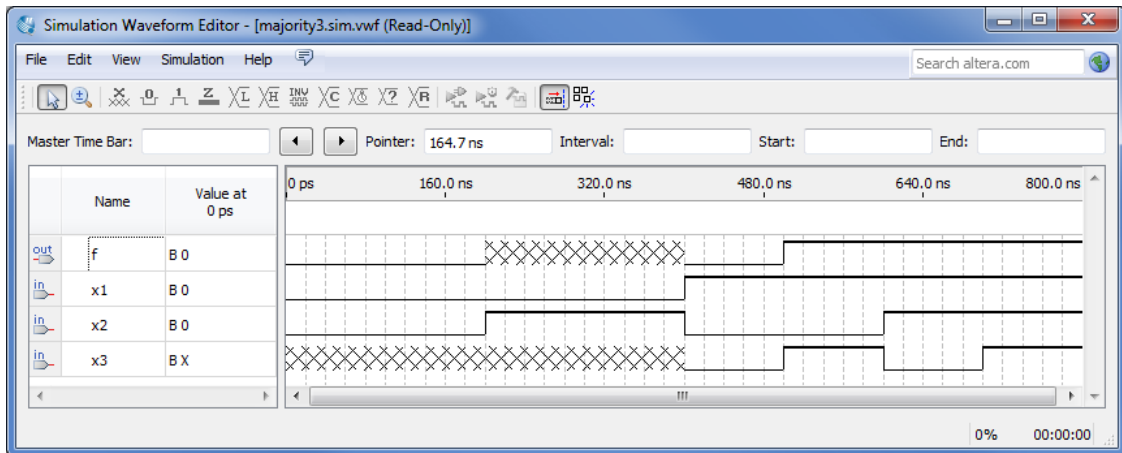 Simulation Waveform Editor - [majority3.sim.vwf (Read-Only)]
File Edit View Simulation Help Search altera.com
Master Time Bar: Pointer: 164.7 ns Interval: Start: End:
Name Value at 0 ps 0 ps 160.0 ns 320.0 ns 480.0 ns 640.0 ns 800.0 ns
out f B 0
in x1 B 0
in x2 B 0
in x3 B X
0% 00:00:00